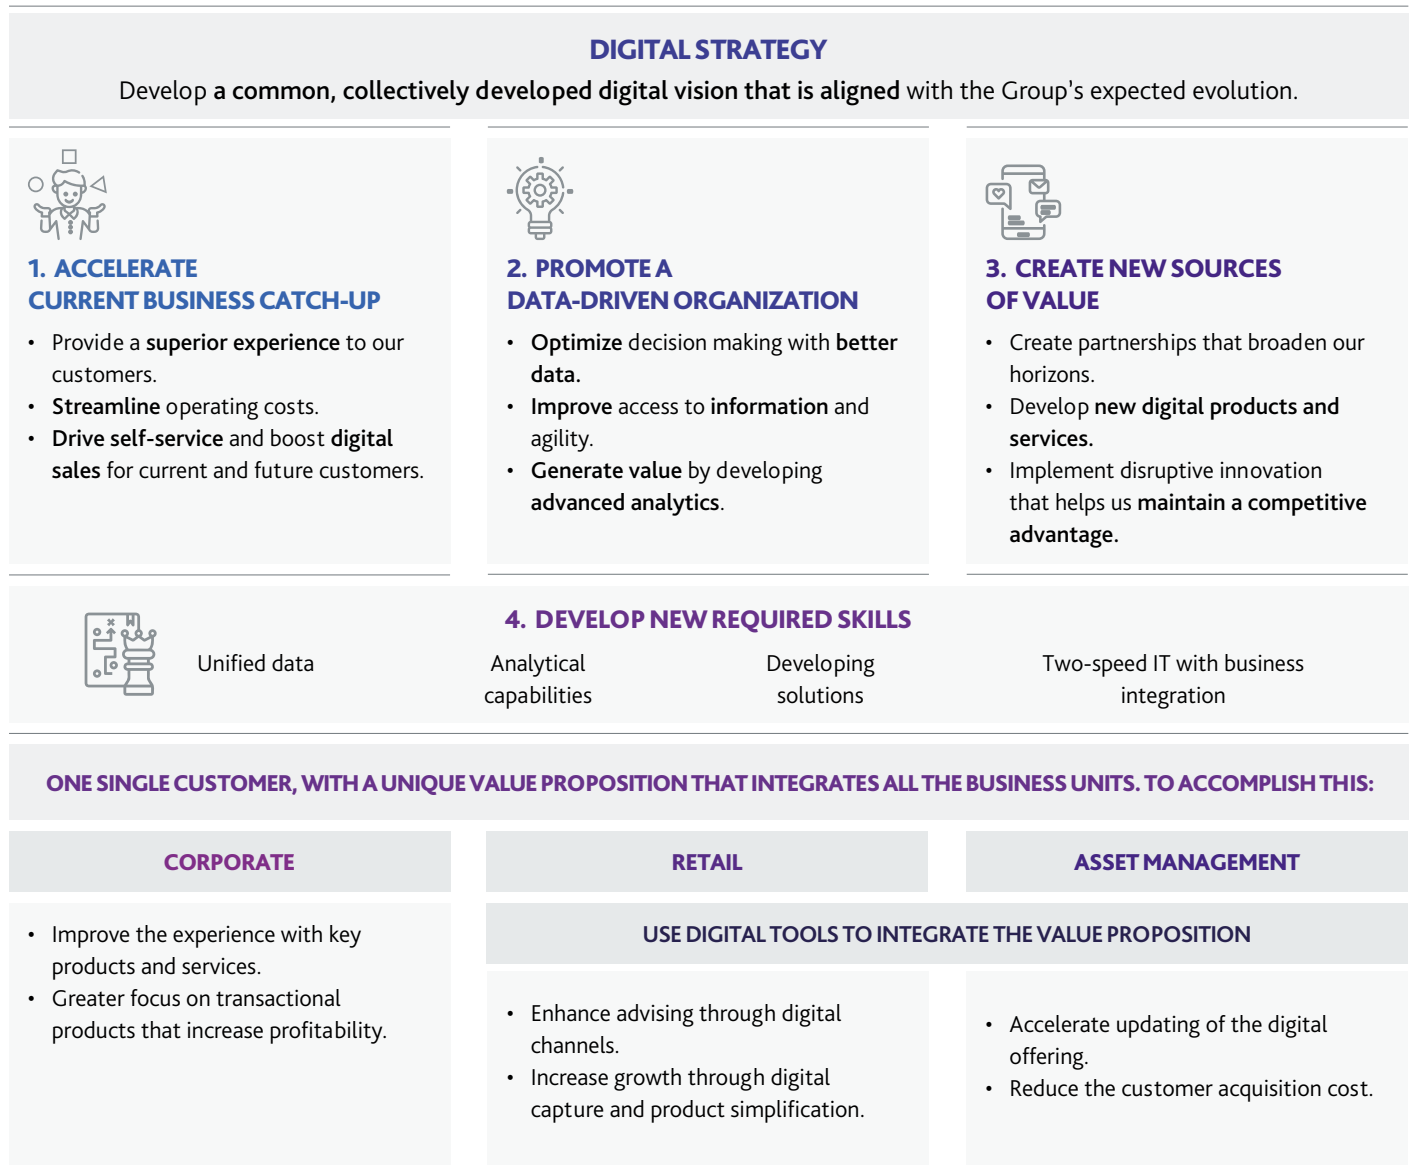 DIGITAL STRATEGY
Develop a common, collectively developed digital vision that is aligned with the Group's expected evolution.
1. ACCELERATE
CURRENT BUSINESS CATCH-UP
• Provide a superior experience to our
customers.
• Streamline operating costs.
• Drive self-service and boost digital
sales for current and future customers.
2. PROMOTE A
DATA-DRIVEN ORGANIZATION
• Optimize decision making with better
data.
• Improve access to information and
agility.
• Generate value by developing
advanced analytics.
3. CREATE NEW SOURCES
OF VALUE
• Create partnerships that broaden our
horizons.
• Develop new digital products and
services.
• Implement disruptive innovation
that helps us maintain a competitive
advantage.
4. DEVELOP NEW REQUIRED SKILLS
Unified data
Analytical
capabilities
Developing
solutions
Two-speed IT with business
integration
ONE SINGLE CUSTOMER, WITH A UNIQUE VALUE PROPOSITION THAT INTEGRATES ALL THE BUSINESS UNITS. TO ACCOMPLISH THIS:
CORPORATE
• Improve the experience with key
products and services.
• Greater focus on transactional
products that increase profitability.
RETAIL
ASSET MANAGEMENT
USE DIGITAL TOOLS TO INTEGRATE THE VALUE PROPOSITION
• Enhance advising through digital
channels.
• Increase growth through digital
capture and product simplification.
• Accelerate updating of the digital
offering.
• Reduce the customer acquisition cost.